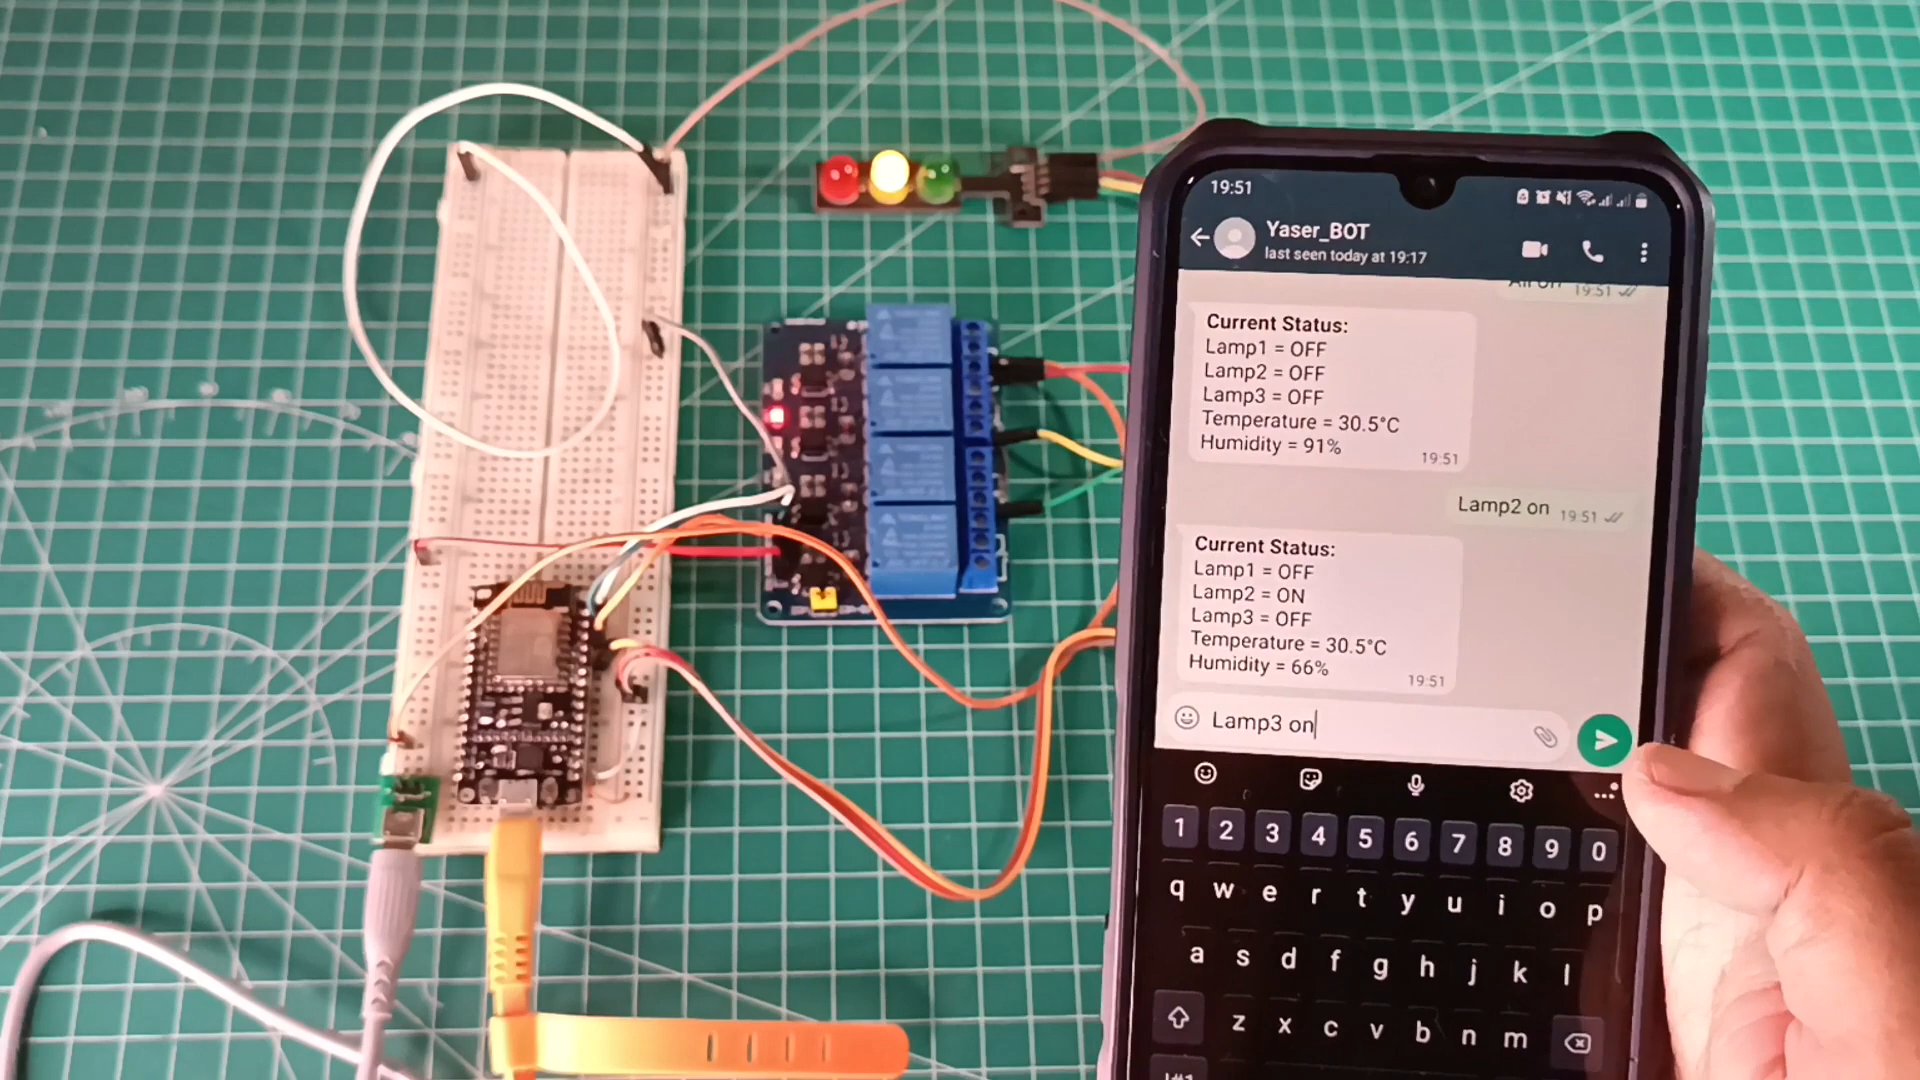 19:51
Yaser_BOT
last seen today at 19:17
19:51
Current Status:
Lamp1 = OFF
Lamp2 = OFF
Lamp3 = OFF
Temperature = 30.5°C
Humidity = 91%
19:51
Lamp2 on 19:51
Current Status:
Lamp1 = OFF
Lamp2 = ON
Lamp3 = OFF
Temperature = 30.5°C
Humidity = 66%
19:51
Lamp3 on
1 2 3 4 5 6 7 8 9 0
q w e r t y u i o p
a s d f g h j k l
z x c v b n m